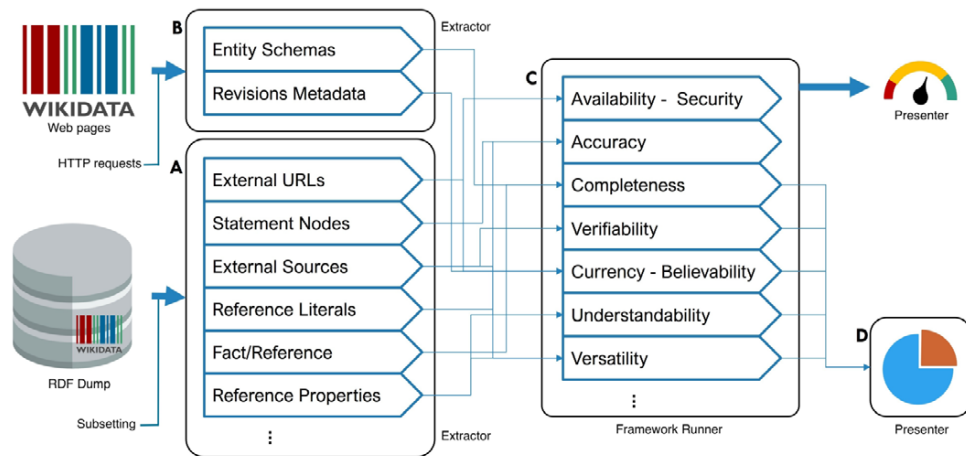 WIKIDATA
Web pages
HTTP requests
B
Extractor
Entity Schemas
Revisions Metadata
A
External URLs
Statement Nodes
External Sources
Reference Literals
Fact/Reference
Reference Properties
⋮
Extractor
WIKIDATA
RDF Dump
Subsetting
C
Availability - Security
Accuracy
Completeness
Verifiability
Currency - Believability
Understandability
Versatility
⋮
Framework Runner
Presenter
D
Presenter